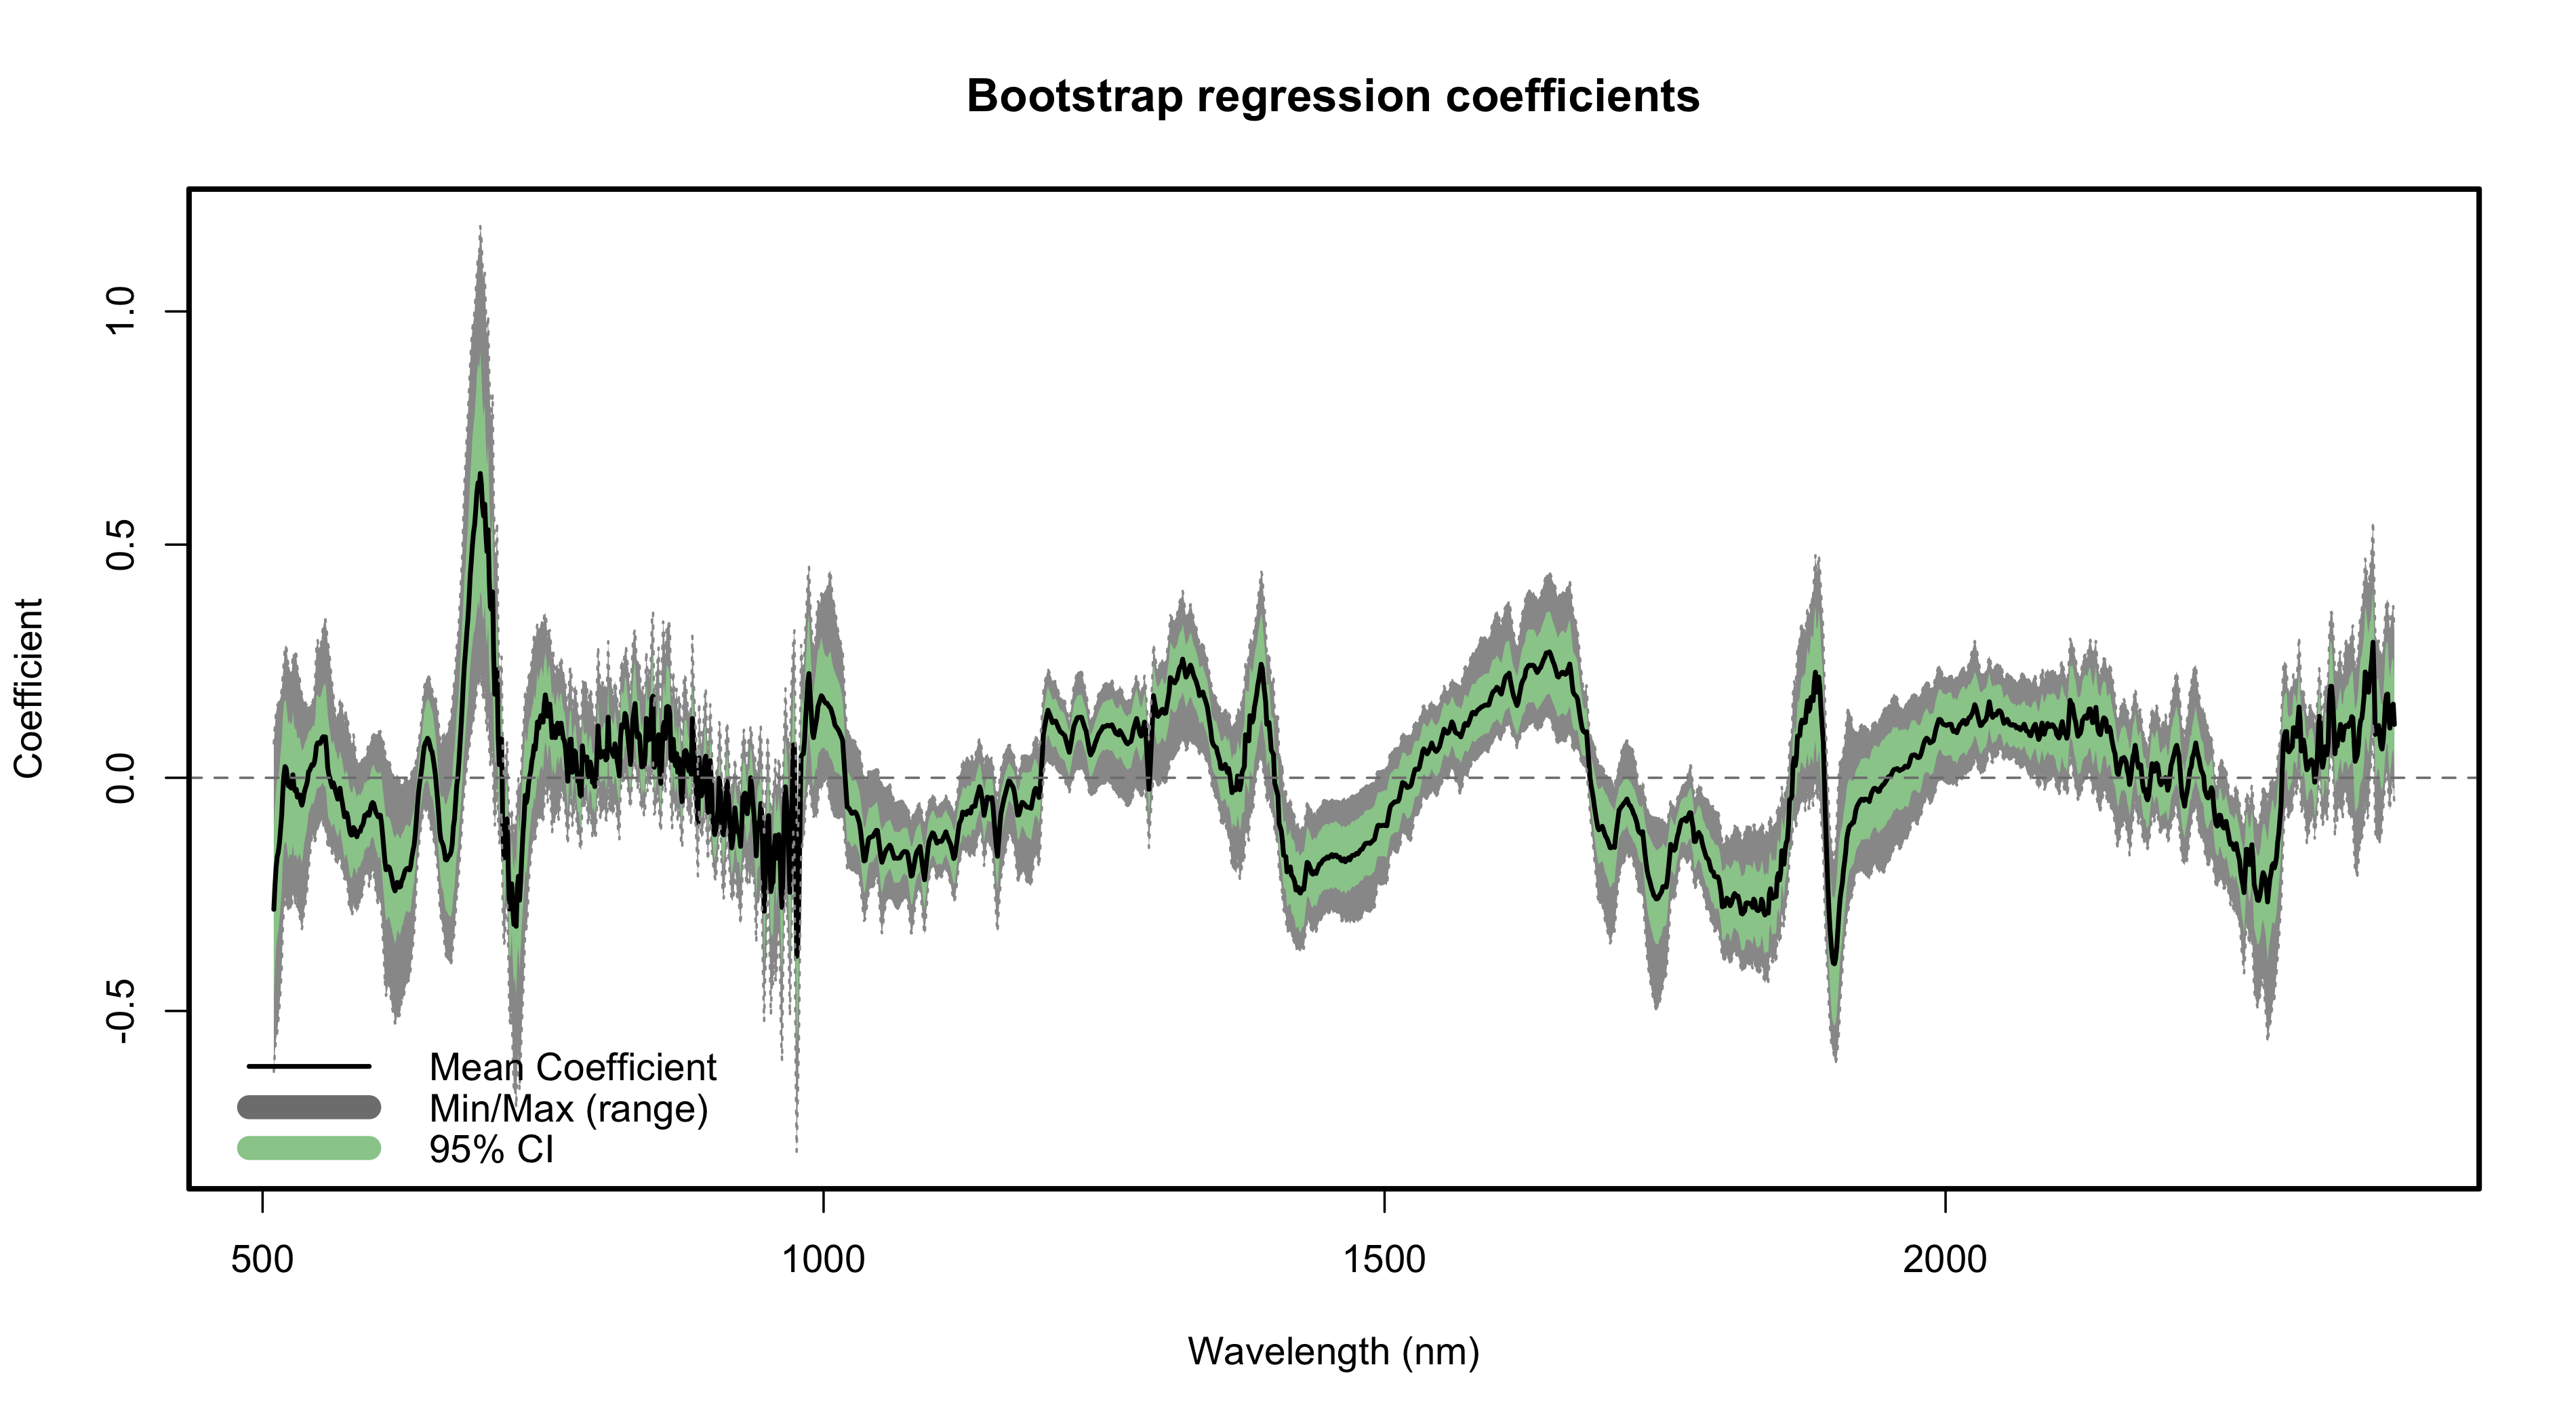 Bootstrap regression coefficients
Coefficient
1.0
0.5
0.0
-0.5
Mean Coefficient
Min/Max (range)
95% CI
500
1000
1500
2000
Wavelength (nm)